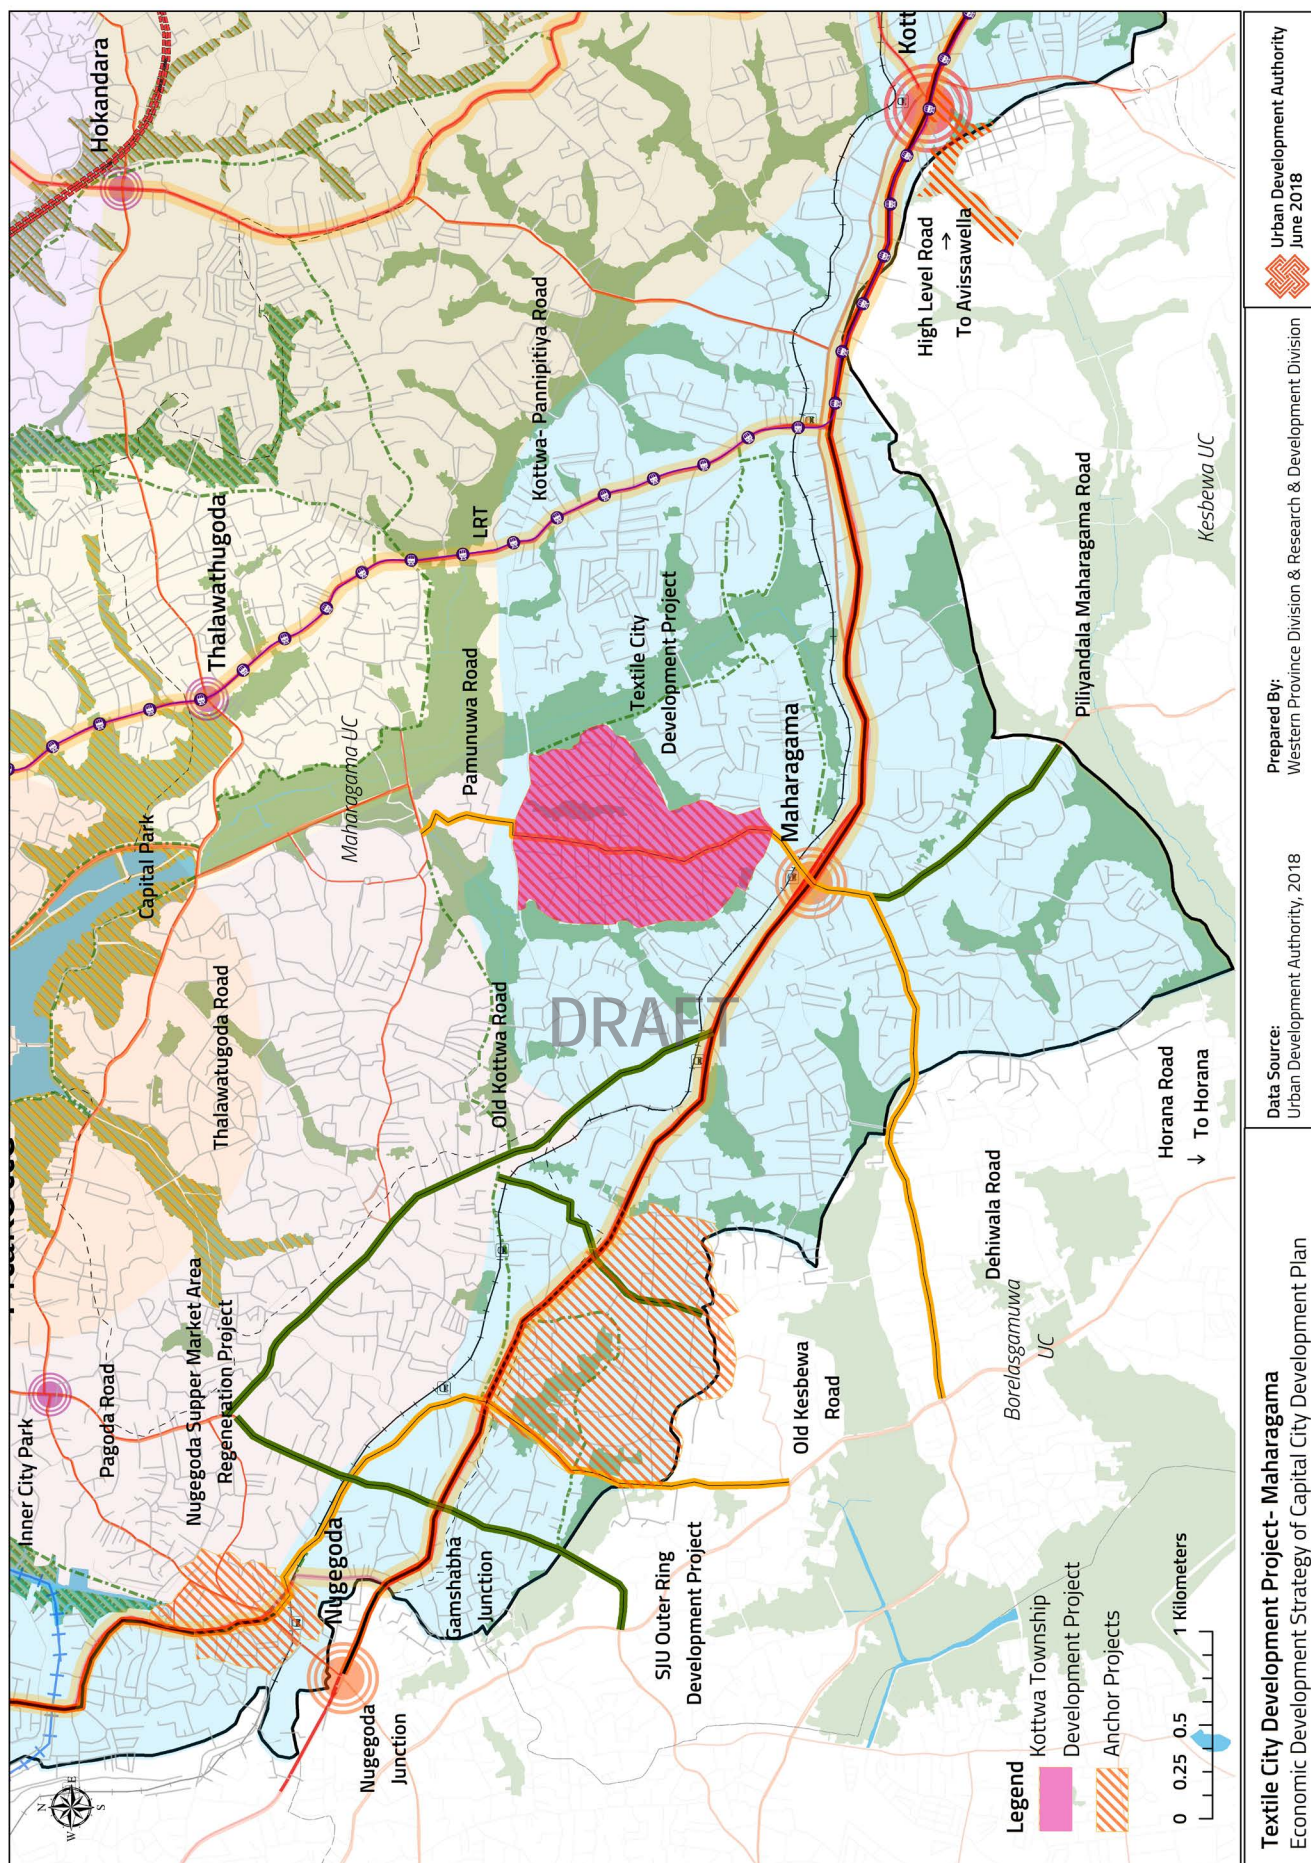 Hokandara
Kott
Thalawathugoda
Kottwa- Pannipitiya Road
High Level Road
→
To Avissawella
LRT
Capital Park
Maharagama UC
Pamunuwa Road
Textile City
Development Project
Maharagama
Piliyandala Maharagama Road
Kesbewa UC
Thalawatugoda Road
Old Kottwa Road
DRAFT
Inner City Park
Pagoda Road
Nugegoda Supper Market Area
Regeneration Project
Nugegoda
Gamshabha
Junction
Nugegoda
Junction
SJU Outer Ring
Development Project
Old Kesbewa
Road
Dehiwala Road
Borelasgamuwa
UC
Horana Road
← To Horana
N
E
S
W
Legend
Kottwa Township
Development Project
Anchor Projects
0 0.25 0.5 1 Kilometers
Textile City Development Project- Maharagama
Economic Development Strategy of Capital City Development Plan
Data Source:
Urban Development Authority, 2018
Prepared By:
Western Province Division & Research & Development Division
Urban Development Authority
June 2018